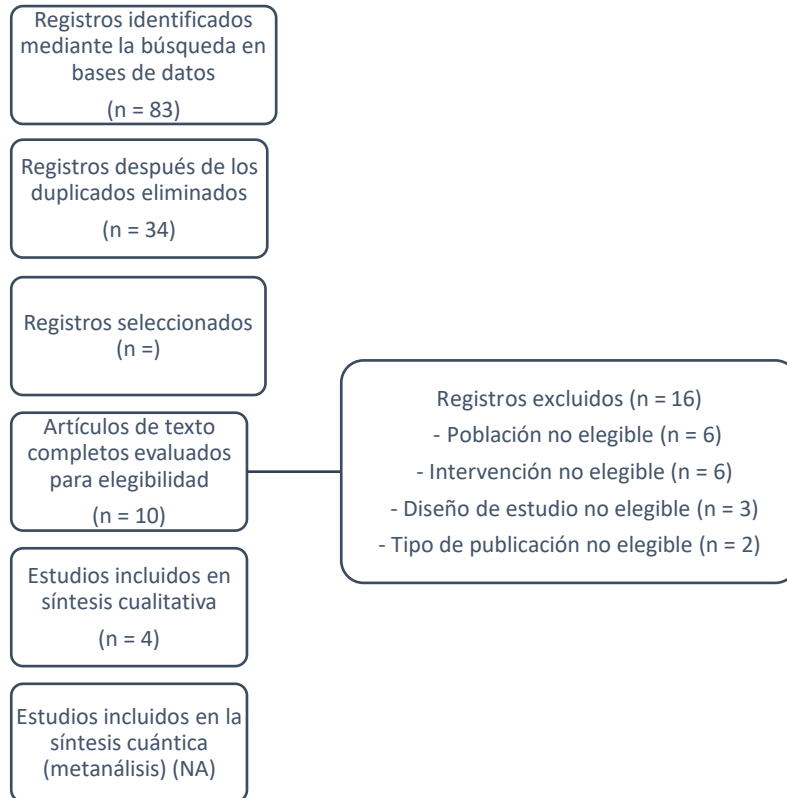 Registros identificados
mediante la búsqueda en
bases de datos
(n = 83)
Registros después de los
duplicados eliminados
(n = 34)
Registros seleccionados
(n =)
Artículos de texto
completos evaluados
para elegibilidad
(n = 10)
Registros excluidos (n = 16)
- Población no elegible (n = 6)
- Intervención no elegible (n = 6)
- Diseño de estudio no elegible (n = 3)
- Tipo de publicación no elegible (n = 2)
Estudios incluidos en
síntesis cualitativa
(n = 4)
Estudios incluidos en la
síntesis cuántica
(metanálisis) (NA)